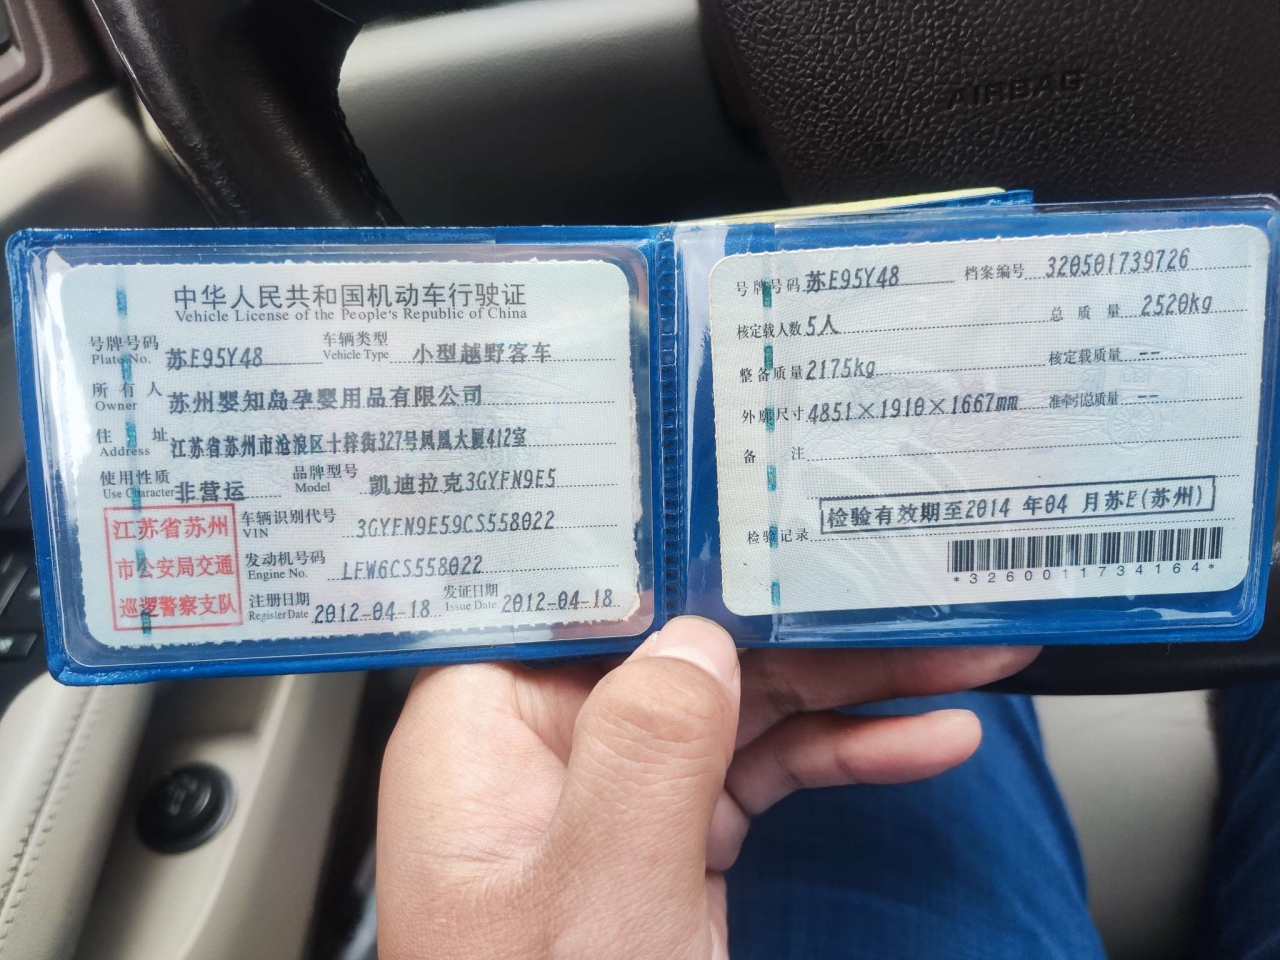 AIRBAG
中华人民共和国机动车行驶证
Vehicle License of the People's Republic of China
号牌号码 苏E95Y48 车辆类型 小型越野客车
Plate No. Vehicle Type
所有人 苏州婴知岛孕婴用品有限公司
Owner
住址 江苏省苏州市沧浪区十梓街327号凤凰大厦412室
Address
使用性质 非营运 品牌型号 凯迪拉克3GYFN9E5
Use Character Model
江苏省苏州
市公安局交通
巡逻警察支队
车辆识别代号 3GYFN9E59CS558022
VIN
发动机号码 LFW6CS558022
Engine No.
注册日期 2012-04-18 发证日期 2012-04-18
Register Date Issue Date
号牌号码 苏E95Y48 档案编号 320501739726
核定载人数 5人 总质量 2520kg
整备质量 2175kg 核定载质量 --
外廓尺寸 4851×1910×1667mm 准牵引总质量 --
备注
检验有效期至2014年04月苏E(苏州)
检验记录
*3260011734164*